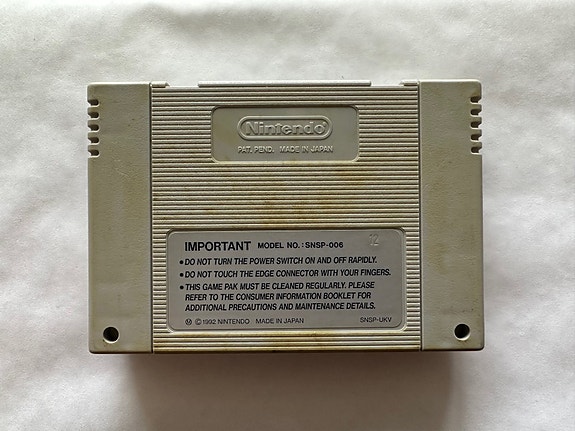 Nintendo
PAT. PEND. MADE IN JAPAN
12
IMPORTANT MODEL NO.: SNSP-006
• DO NOT TURN THE POWER SWITCH ON AND OFF RAPIDLY.
• DO NOT TOUCH THE EDGE CONNECTOR WITH YOUR FINGERS.
• THIS GAME PAK MUST BE CLEANED REGULARLY. PLEASE
REFER TO THE CONSUMER INFORMATION BOOKLET FOR
ADDITIONAL PRECAUTIONS AND MAINTENANCE DETAILS.
Ⓜ ©1992 NINTENDO MADE IN JAPAN SNSP-UKV